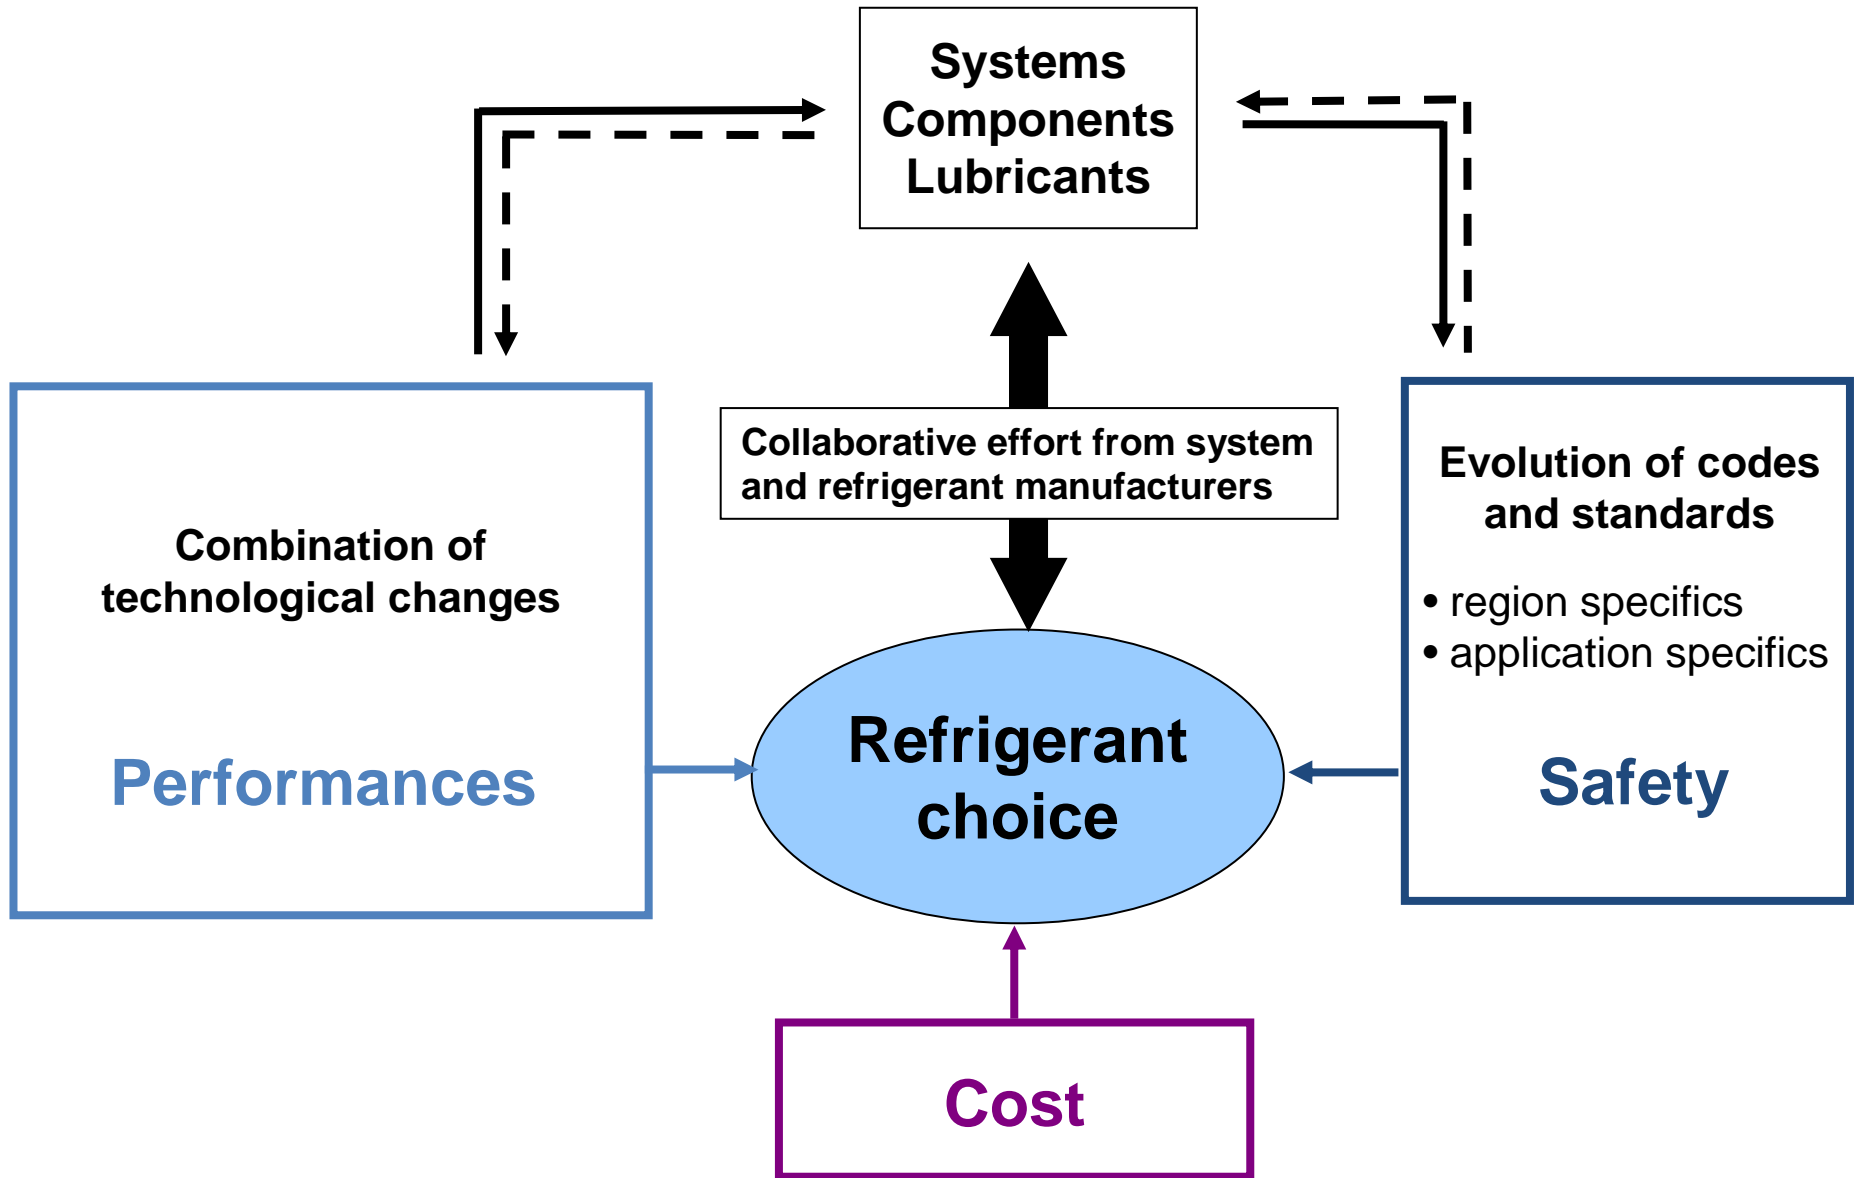 Systems
Components
Lubricants
Collaborative effort from system
and refrigerant manufacturers
Combination of
technological changes
Performances
Evolution of codes
and standards
• region specifics
• application specifics
Safety
Refrigerant
choice
Cost